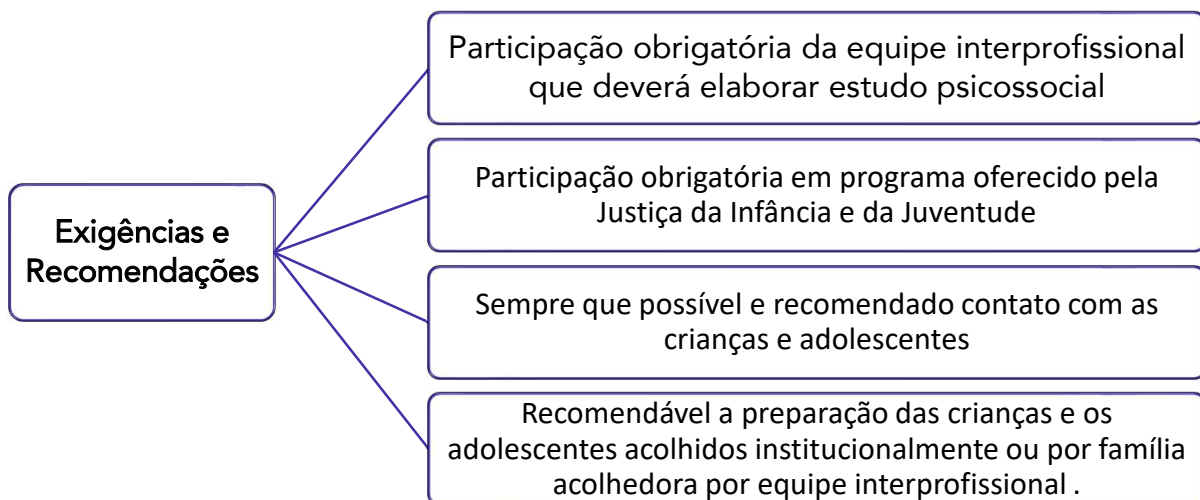 Exigências e
Recomendações
Participação obrigatória da equipe interprofissional
que deverá elaborar estudo psicossocial
Participação obrigatória em programa oferecido pela
Justiça da Infância e da Juventude
Sempre que possível e recomendado contato com as
crianças e adolescentes
Recomendável a preparação das crianças e os
adolescentes acolhidos institucionalmente ou por família
acolhedora por equipe interprofissional .